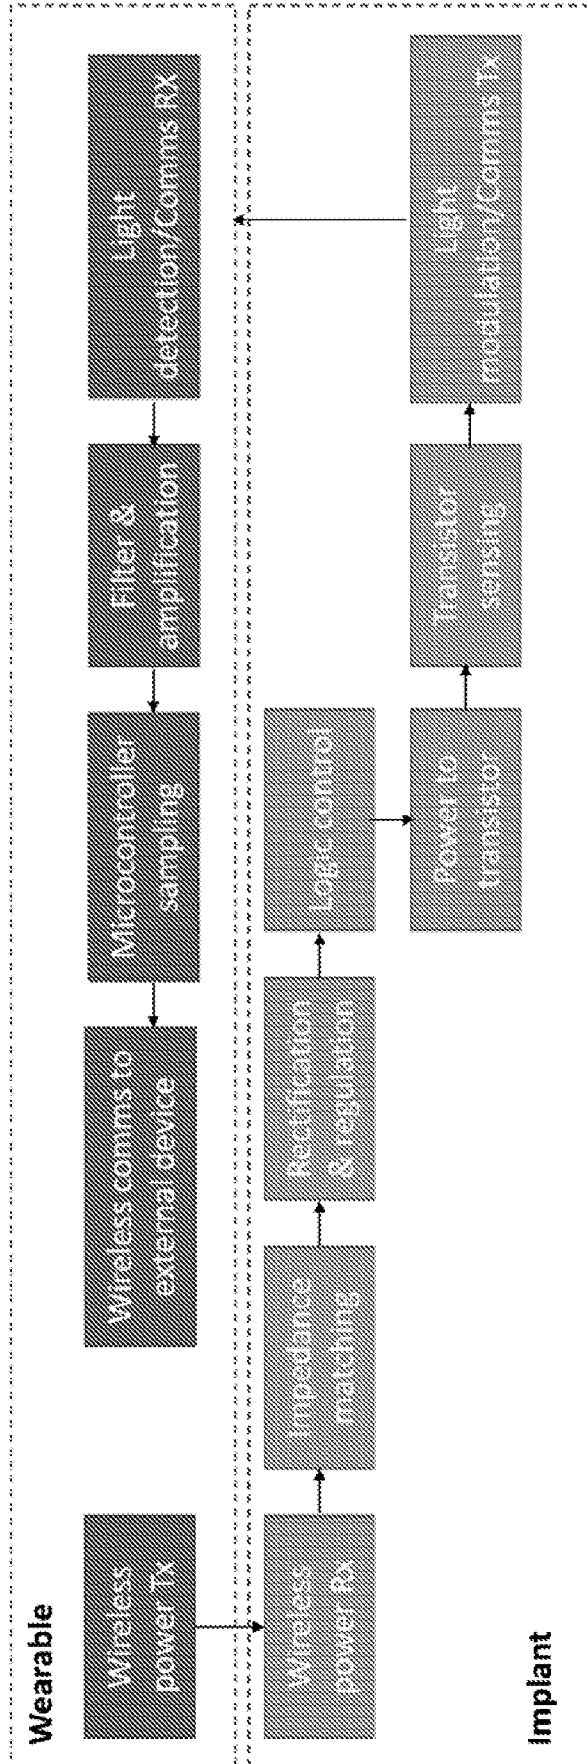 Wearable
Wireless
power Tx
Wireless comms to
external device
Microcontroller
sampling
Filter &
amplification
Light
detection/Comms RX
Wireless
power Rx
Impedance
matching
Rectification
& regulation
Logic control
Power to
transistor
Transistor
sensing
Light
modulation/Comms Tx
Implant